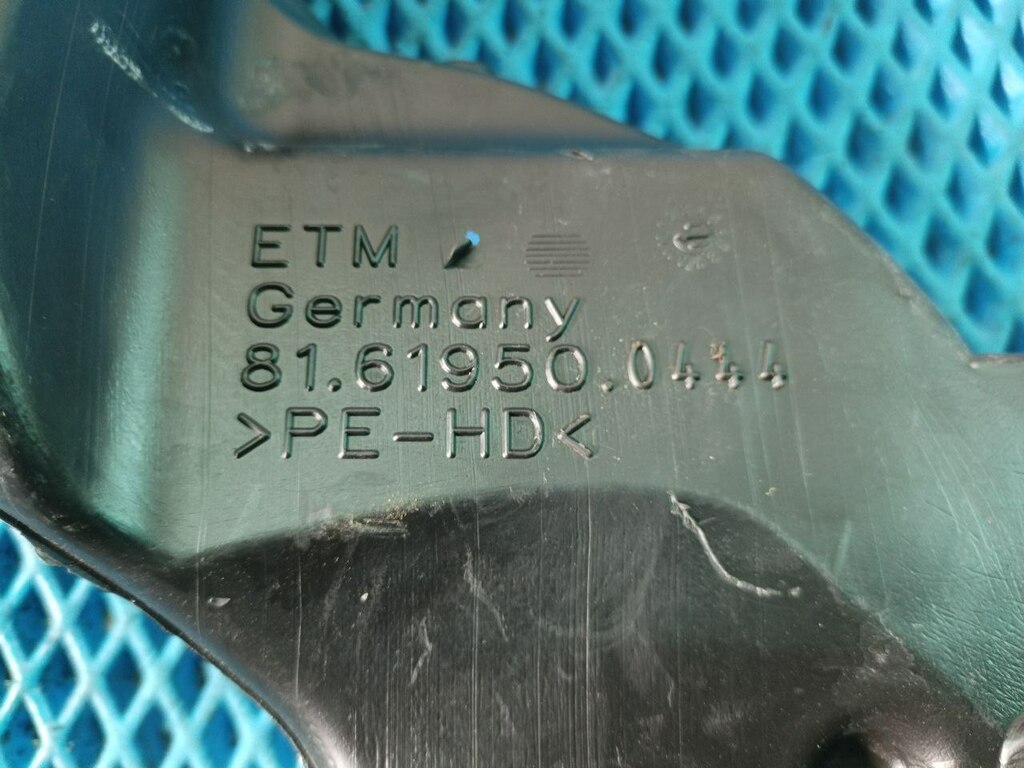 ETM
Germany
81.61950.0444
>PE-HD<